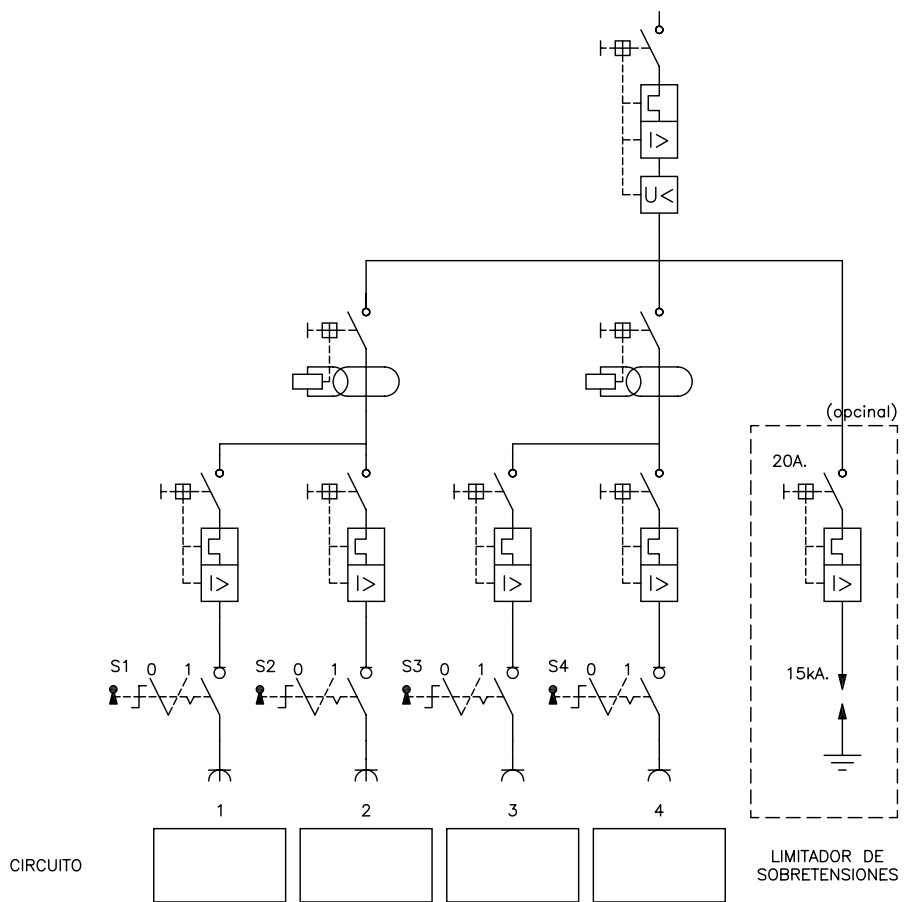 I>
U<
(opcinal)
20A.
I>
I>
I>
I>
I>
S1 0 1
S2 0 1
S3 0 1
S4 0 1
15kA.
1 2 3 4
CIRCUITO
LIMITADOR DE
SOBRETENSIONES